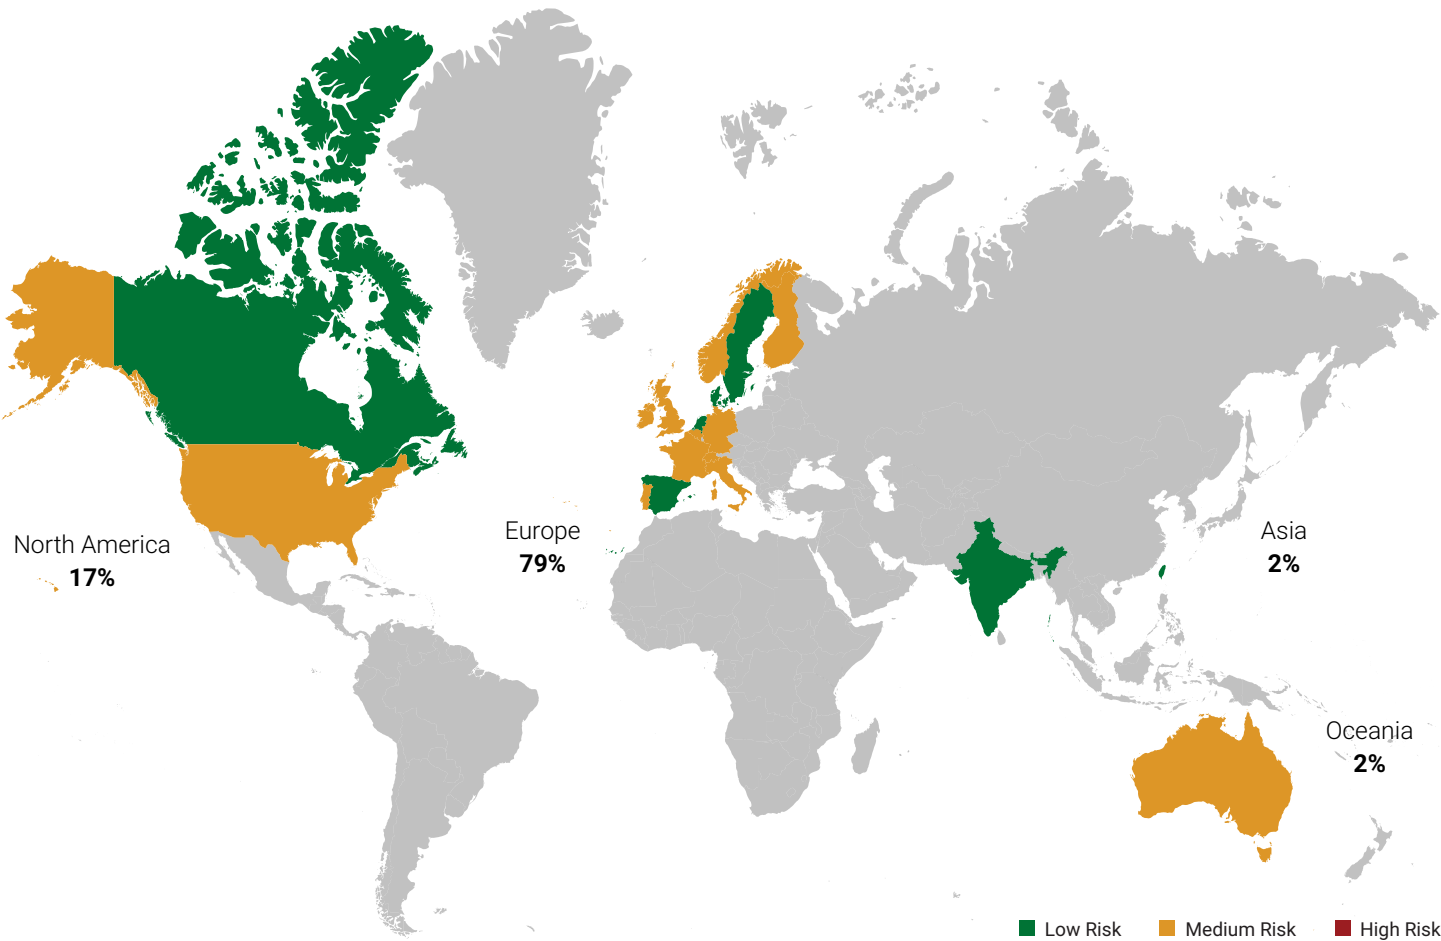 North America
17%
Europe
79%
Asia
2%
Oceania
2%
Low Risk
Medium Risk
High Risk